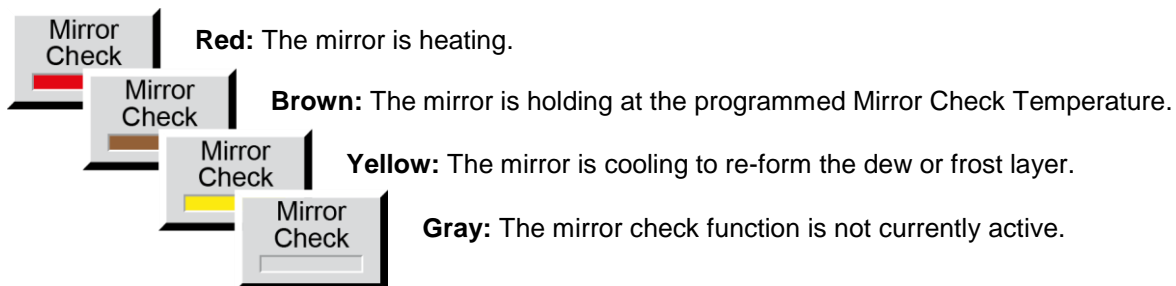 Mirror
Check
Red: The mirror is heating.
Mirror
Check
Brown: The mirror is holding at the programmed Mirror Check Temperature.
Mirror
Check
Yellow: The mirror is cooling to re-form the dew or frost layer.
Mirror
Check
Gray: The mirror check function is not currently active.